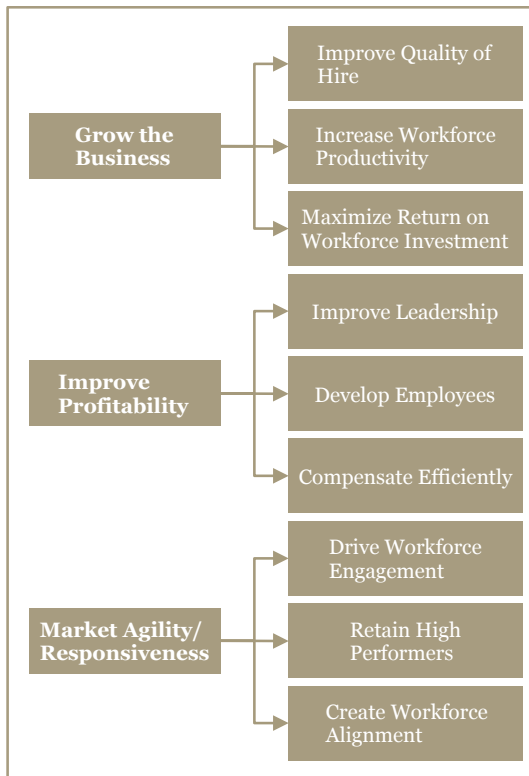 Grow the
Business
Improve Quality of
Hire
Increase Workforce
Productivity
Maximize Return on
Workforce Investment
Improve
Profitability
Improve Leadership
Develop Employees
Compensate Efficiently
Market Agility/
Responsiveness
Drive Workforce
Engagement
Retain High
Performers
Create Workforce
Alignment